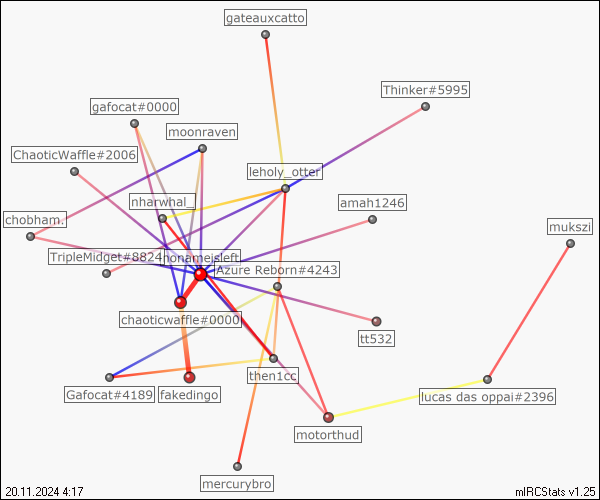 gateauxcatto
Thinker#5995
gafocat#0000
moonraven
ChaoticWaffle#2006
leholy_otter
nharwhal_
amah1246
chobham.
mukszi
TripleMidget#8824
nonameisleft
Azure Reborn#4243
chaoticwaffle#0000
tt532
then1cc
Gafocat#4189
fakedingo
lucas das oppai#2396
motorthud
mercurybro
20.11.2024 4:17
mIRCStats v1.25